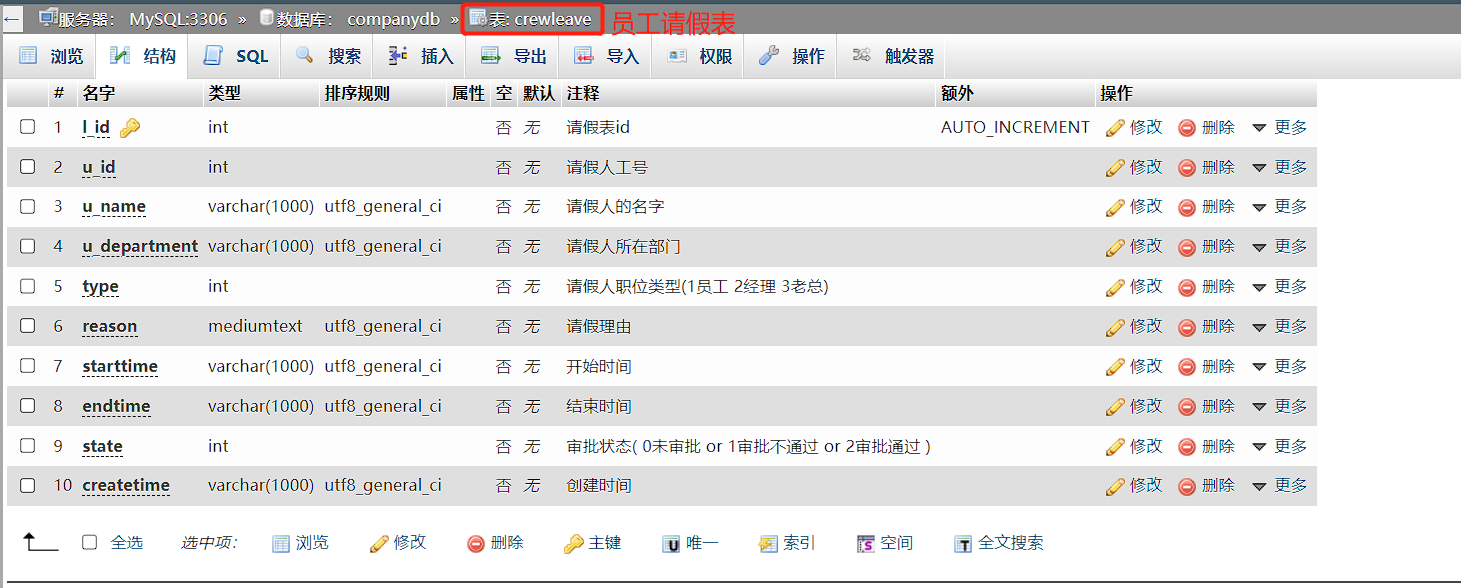 服务器: MySQL:3306 » 数据库: companydb » 表: crewleave 员工请假表
浏览 结构 SQL 搜索 插入 导出 导入 权限 操作 触发器
# 名字 类型 排序规则 属性 空 默认 注释 额外 操作
1 l_id int 否 无 请假表id AUTO_INCREMENT 修改 删除 更多
2 u_id int 否 无 请假人工号 修改 删除 更多
3 u_name varchar(1000) utf8_general_ci 否 无 请假人的名字 修改 删除 更多
4 u_department varchar(1000) utf8_general_ci 否 无 请假人所在部门 修改 删除 更多
5 type int 否 无 请假人职位类型(1员工 2经理 3老总) 修改 删除 更多
6 reason mediumtext utf8_general_ci 否 无 请假理由 修改 删除 更多
7 starttime varchar(1000) utf8_general_ci 否 无 开始时间 修改 删除 更多
8 endtime varchar(1000) utf8_general_ci 否 无 结束时间 修改 删除 更多
9 state int 否 无 审批状态( 0未审批 or 1审批不通过 or 2审批通过 ) 修改 删除 更多
10 createtime varchar(1000) utf8_general_ci 否 无 创建时间 修改 删除 更多
全选 选中项: 浏览 修改 删除 主键 唯一 索引 空间 全文搜索